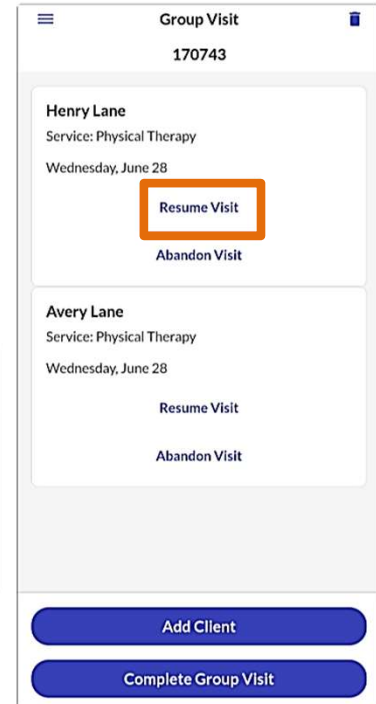 Group Visit
170743
Henry Lane
Service: Physical Therapy
Wednesday, June 28
Resume Visit
Abandon Visit
Avery Lane
Service: Physical Therapy
Wednesday, June 28
Resume Visit
Abandon Visit
Add Client
Complete Group Visit